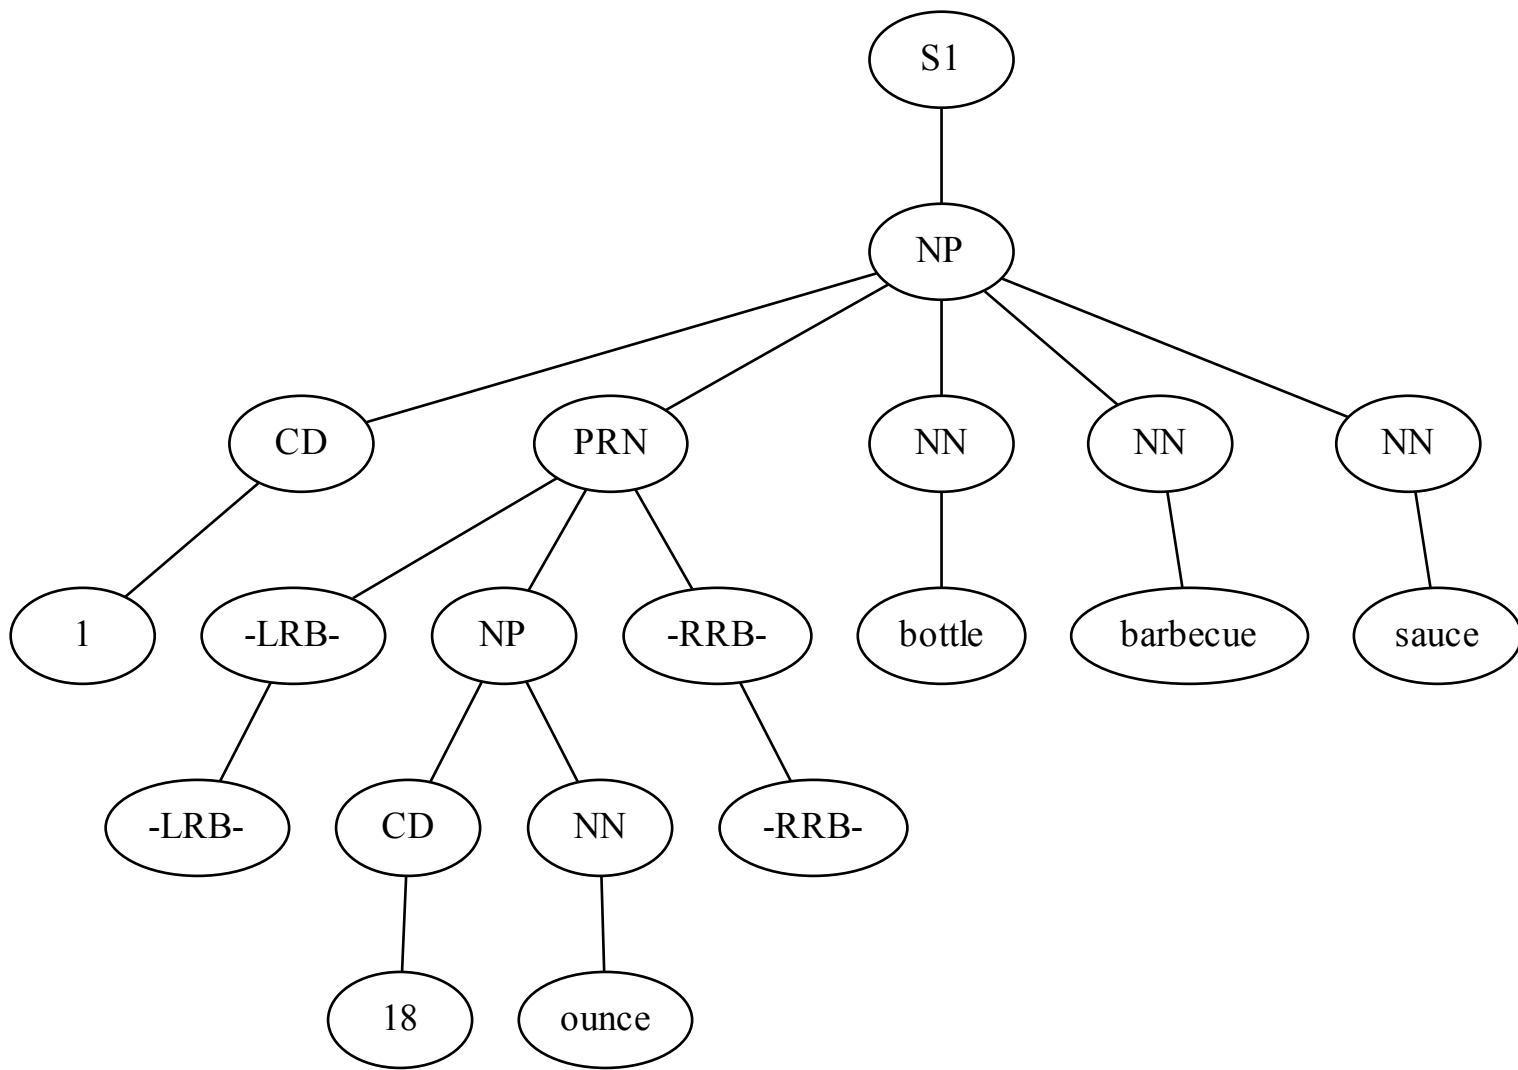 S1
NP
CD PRN NN NN NN
1 -LRB- NP -RRB- bottle barbecue sauce
-LRB- CD NN -RRB-
18 ounce